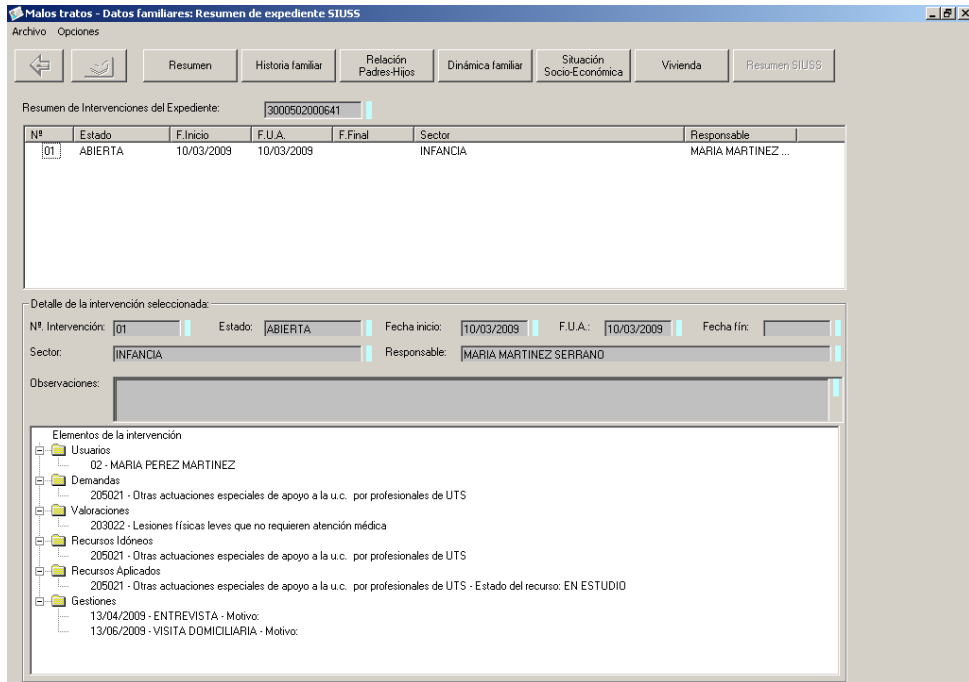 Malos tratos - Datos familiares: Resumen de expediente SIUSS
Archivo Opciones
Resumen Historia familiar Relación Padres-Hijos Dinámica familiar Situación Socio-Económica Vivienda Resumen SIUSS
Resumen de Intervenciones del Expediente: 3000502000641
Nº Estado F.Inicio F.U.A. F.Final Sector Responsable
01 ABIERTA 10/03/2009 10/03/2009 INFANCIA MARIA MARTINEZ ...
Detalle de la intervención seleccionada:
Nº. Intervención: 01 Estado: ABIERTA Fecha inicio: 10/03/2009 F.U.A.: 10/03/2009 Fecha fín:
Sector: INFANCIA Responsable: MARIA MARTINEZ SERRANO
Observaciones:
Elementos de la intervención
Usuarios
02 - MARIA PEREZ MARTINEZ
Demandas
205021 - Otras actuaciones especiales de apoyo a la u.c. por profesionales de UTS
Valoraciones
203022 - Lesiones físicas leves que no requieren atención médica
Recursos Idóneos
205021 - Otras actuaciones especiales de apoyo a la u.c. por profesionales de UTS
Recursos Aplicados
205021 - Otras actuaciones especiales de apoyo a la u.c. por profesionales de UTS - Estado del recurso: EN ESTUDIO
Gestiones
13/04/2009 - ENTREVISTA - Motivo:
13/06/2009 - VISITA DOMICILIARIA - Motivo: